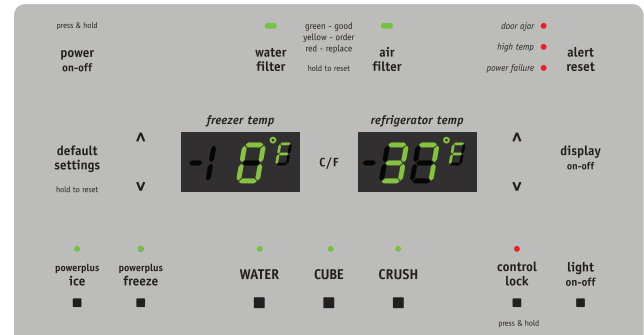 press & hold
power
on-off
water
filter
green - good
yellow - order
red - replace
hold to reset
air
filter
door ajar
high temp
power failure
alert
reset
default
settings
hold to reset
∧
∨
freezer temp
0°F
C/F
refrigerator temp
37°F
∧
∨
display
on-off
powerplus
ice
powerplus
freeze
WATER
CUBE
CRUSH
control
lock
press & hold
light
on-off